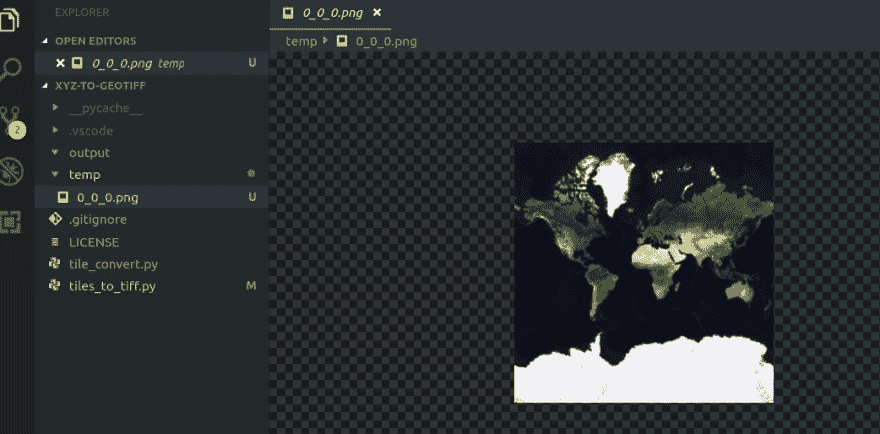 EXPLORER
OPEN EDITORS
0_0_0.png temp U
XYZ-TO-GEOTIFF
__pycache__
.vscode
output
temp
0_0_0.png U
.gitignore
LICENSE
tile_convert.py
tiles_to_tiff.py M
2
0_0_0.png
temp 0_0_0.png